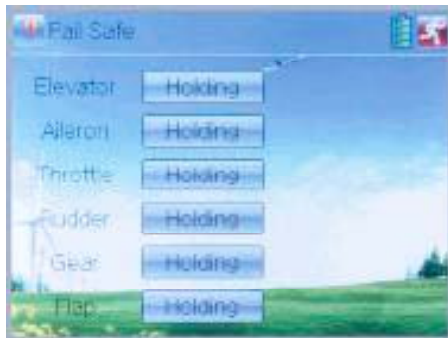 Fail Safe
Elevator Holding
Aileron Holding
Throttle Holding
Rudder Holding
Gear Holding
Flap Holding